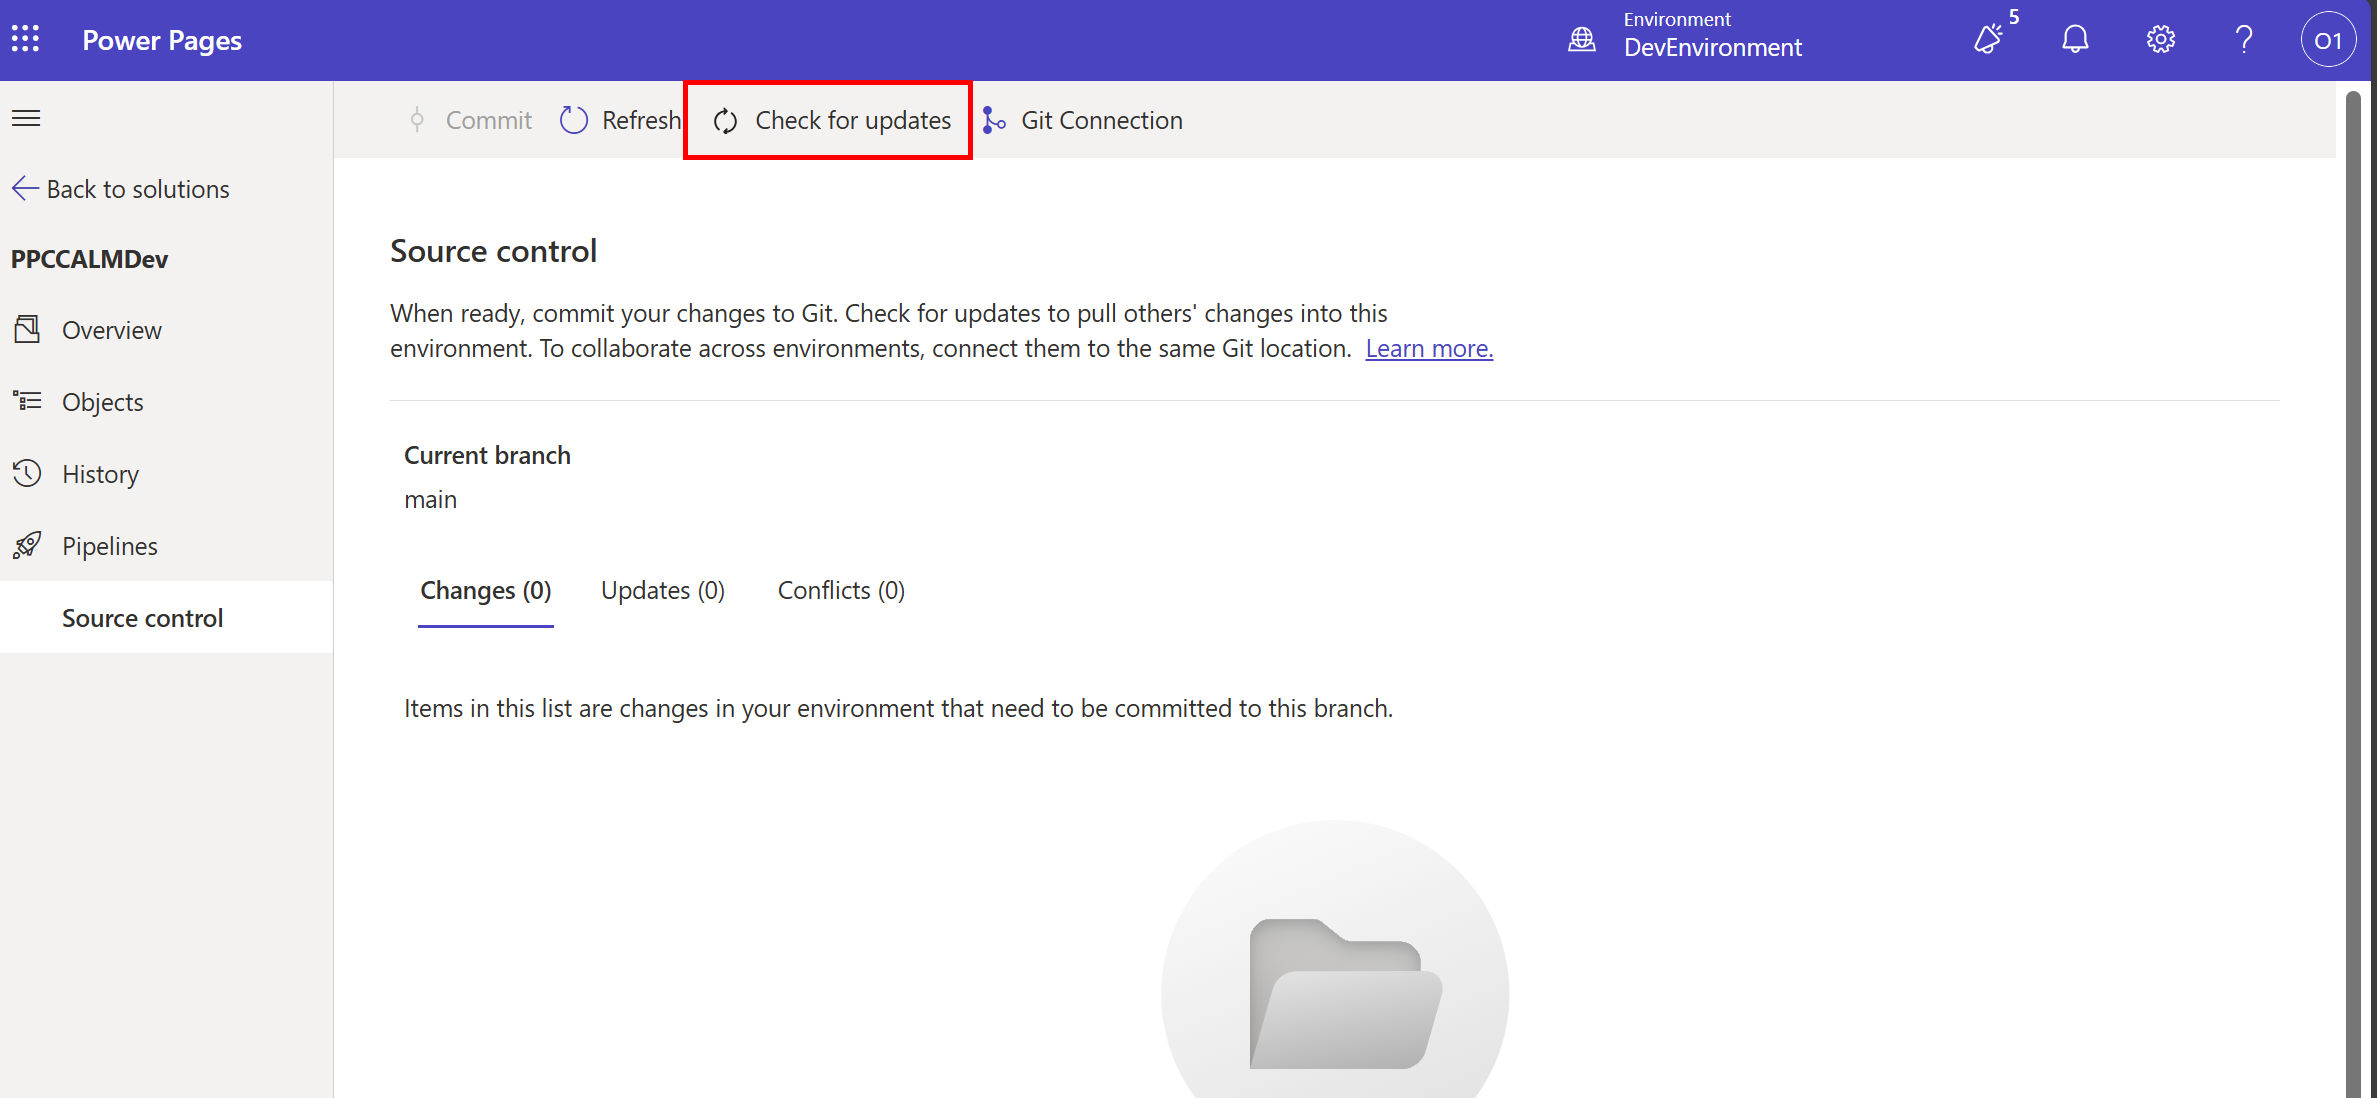 Power Pages
Environment
DevEnvironment
5
O1
Commit
Refresh
Check for updates
Git Connection
Back to solutions
PPCCALMDev
Overview
Objects
History
Pipelines
Source control
Source control
When ready, commit your changes to Git. Check for updates to pull others' changes into this
environment. To collaborate across environments, connect them to the same Git location. Learn more.
Current branch
main
Changes (0)
Updates (0)
Conflicts (0)
Items in this list are changes in your environment that need to be committed to this branch.